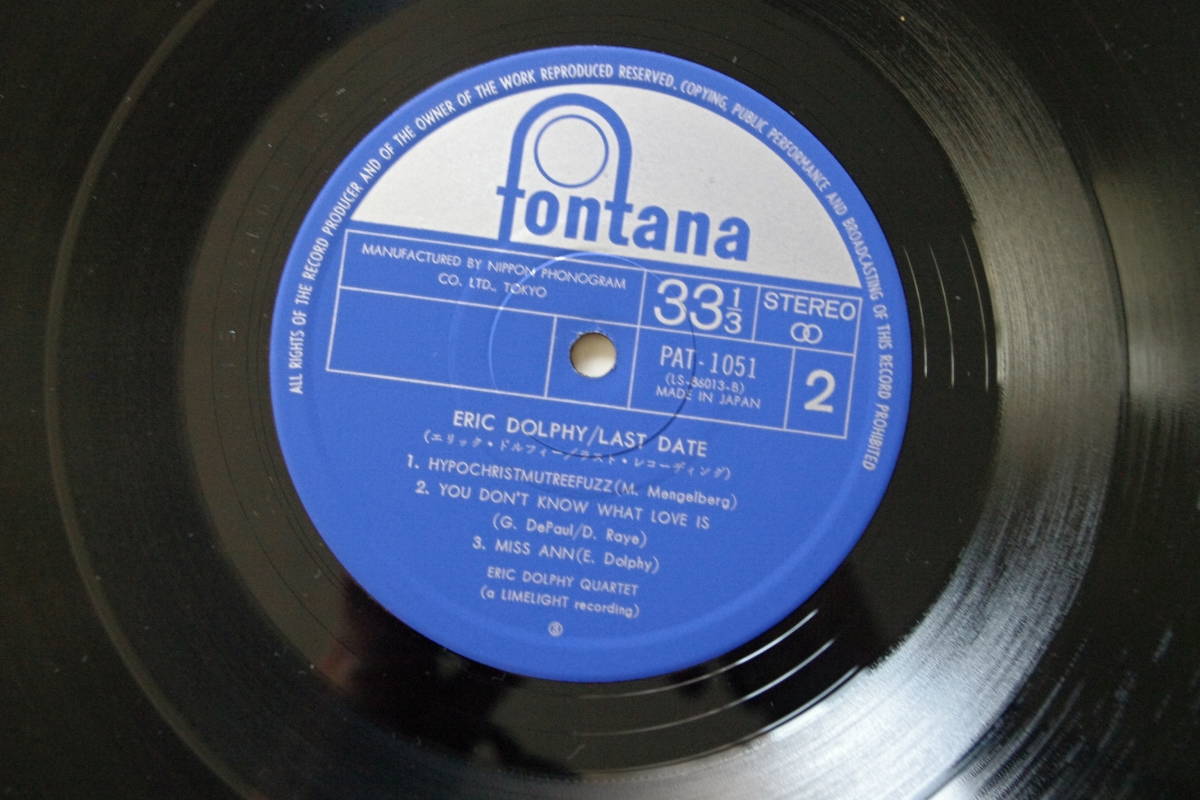 ALL RIGHTS OF THE RECORD PRODUCER AND OF THE OWNER OF THE WORK REPRODUCED RESERVED. COPYING, PUBLIC PERFORMANCE AND BROADCASTING OF THIS RECORD PROHIBITED
fontana
MANUFACTURED BY NIPPON PHONOGRAM
CO. LTD., TOKYO
33 1/3
STEREO
PAT-1051
(LS-86013-B)
MADE IN JAPAN
2
ERIC DOLPHY/LAST DATE
(エリック・ドルフィー/ラスト・レコーディング)
1. HYPOCHRISTMUTREEFUZZ(M. Mengelberg)
2. YOU DON'T KNOW WHAT LOVE IS
(G. DePaul/D. Raye)
3. MISS ANN(E. Dolphy)
ERIC DOLPHY QUARTET
(a LIMELIGHT recording)